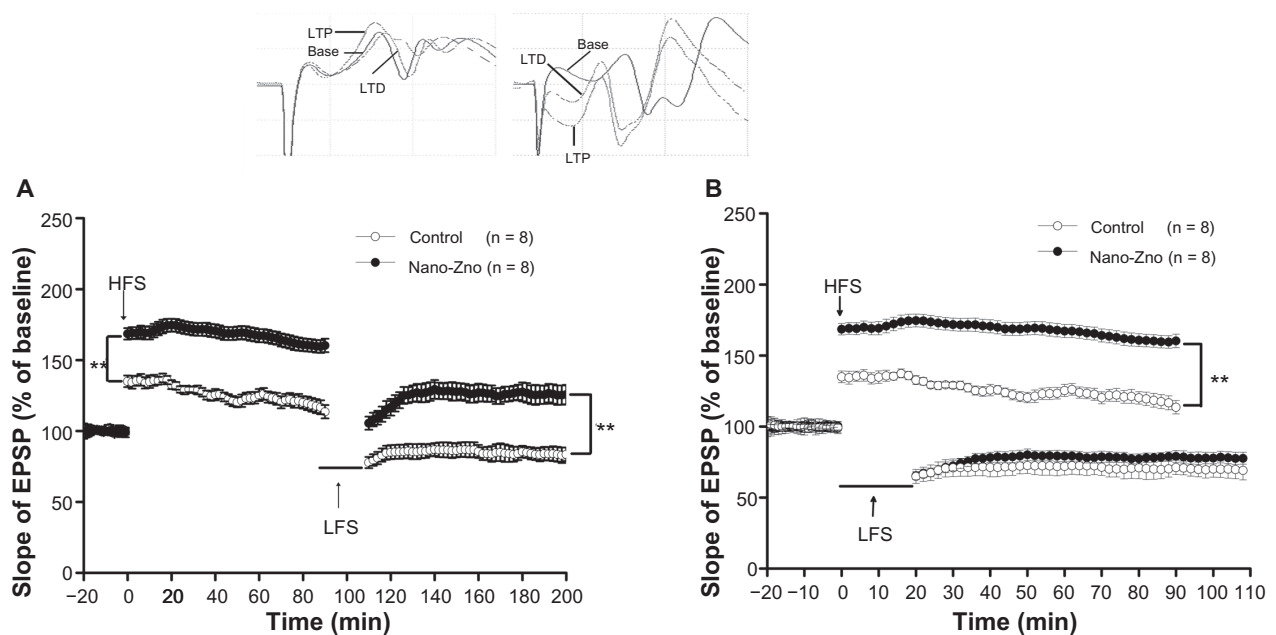 LTP
Base
LTD
Base
LTD
LTP
A
Slope of EPSP (% of baseline)
250
200
150
100
50
0
−20 0 20 40 60 80 100 120 140 160 180 200
Time (min)
Control (n = 8)
Nano-Zno (n = 8)
HFS
**
LFS
**
B
Slope of EPSP (% of baseline)
250
200
150
100
50
0
−20 −10 0 10 20 30 40 50 60 70 80 90 100 110
Time (min)
Control (n = 8)
Nano-Zno (n = 8)
HFS
**
LFS